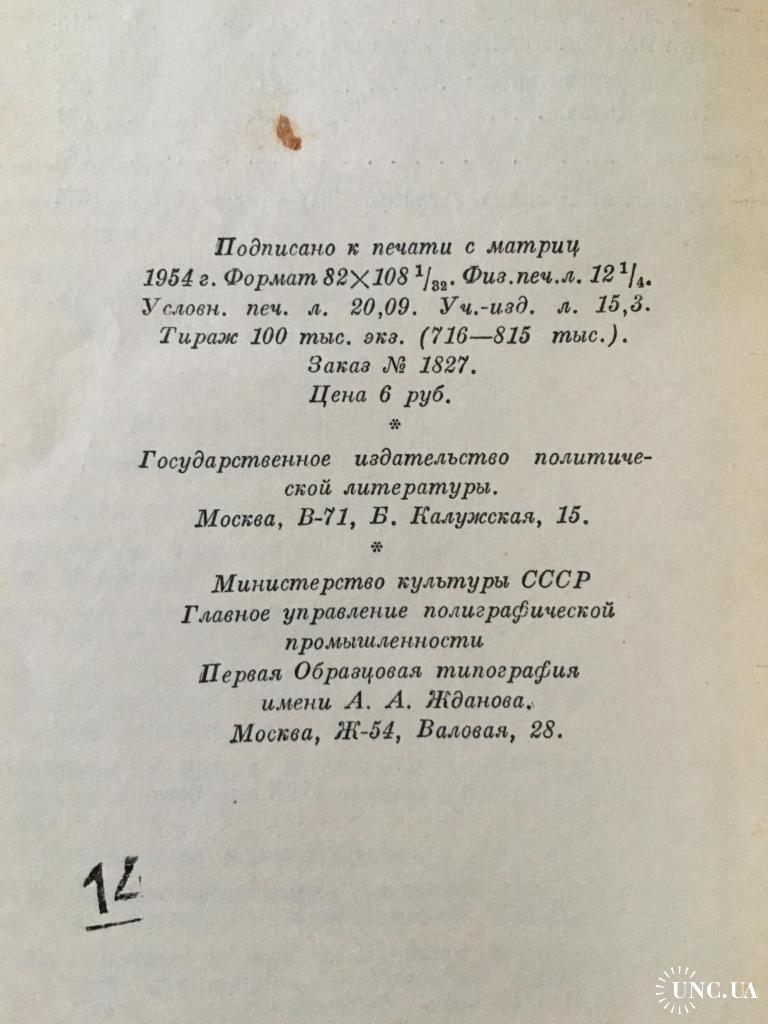 Подписано к печати с матриц
1954 г. Формат 82×108 1/32. Физ.печ.л. 12 1/4.
Условн. печ. л. 20,09. Уч.-изд. л. 15,3.
Тираж 100 тыс. экз. (716—815 тыс.).
Заказ № 1827.
Цена 6 руб.
*
Государственное издательство политиче-
ской литературы.
Москва, В-71, Б. Калужская, 15.
*
Министерство культуры СССР
Главное управление полиграфической
промышленности
Первая Образцовая типография
имени А. А. Жданова.
Москва, Ж-54, Валовая, 28.
UNC.UA